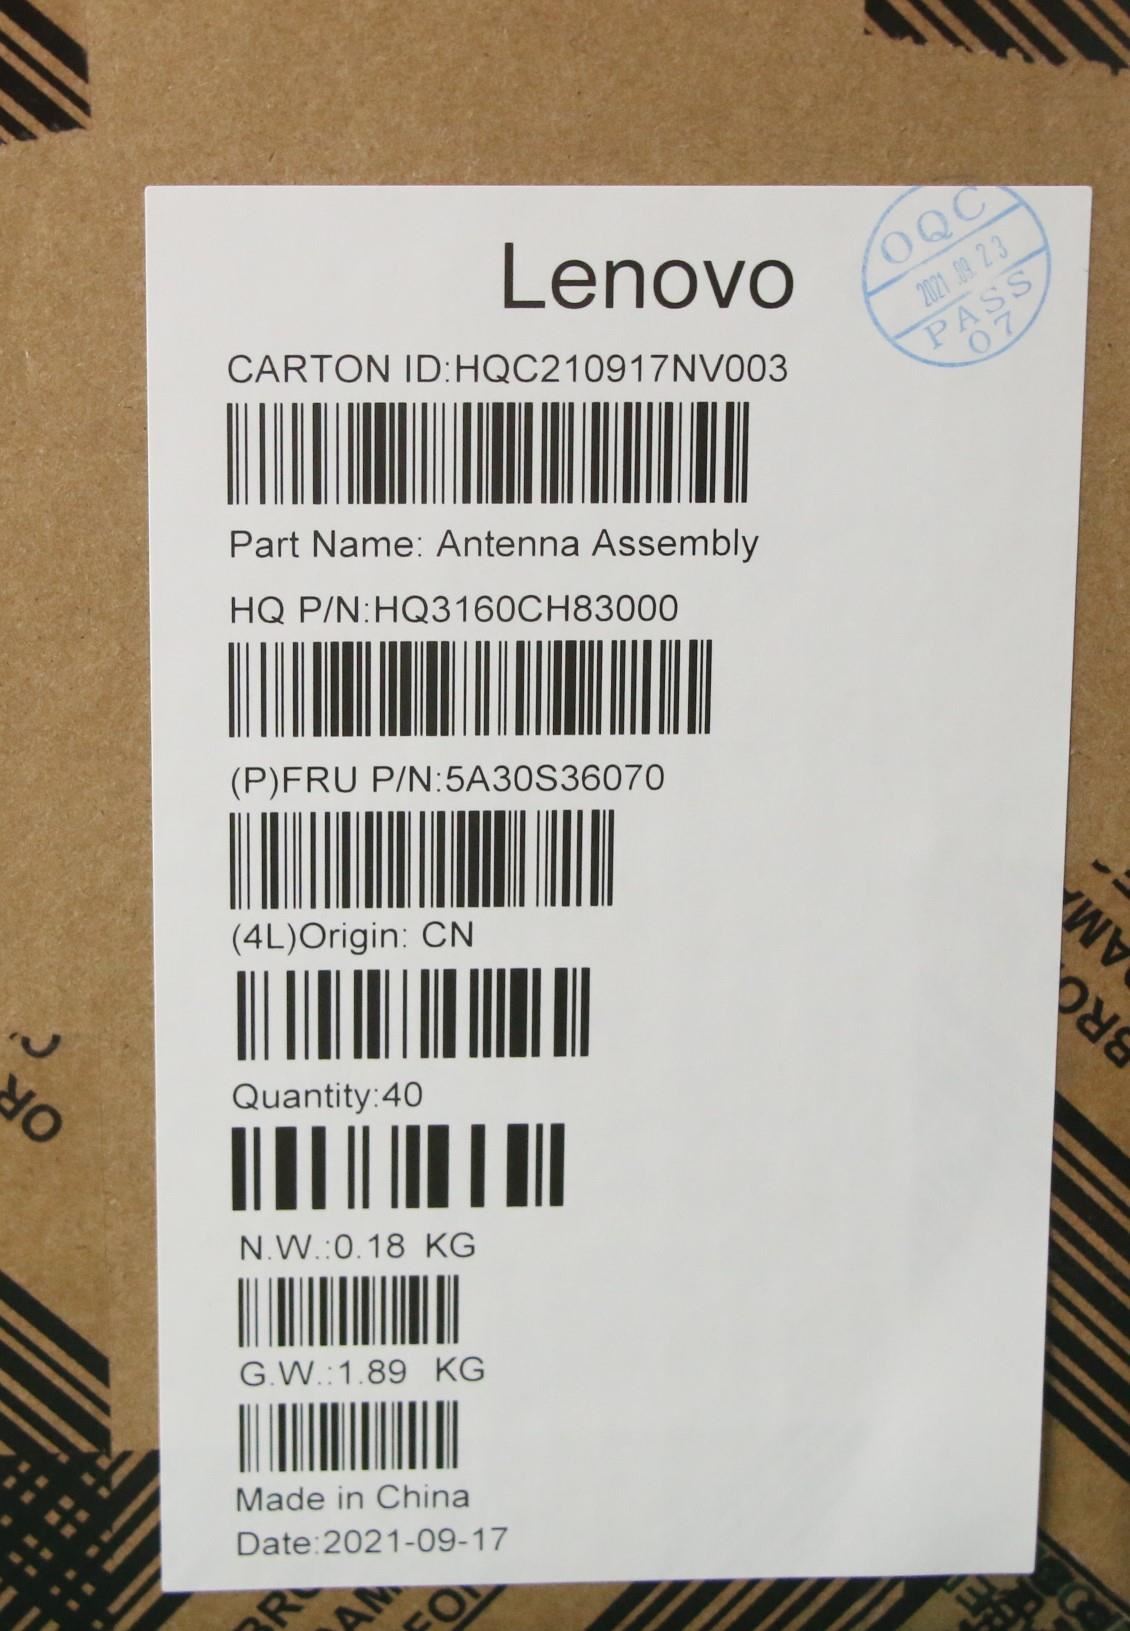 Lenovo
OQC
2021.09.23
PASS
07
CARTON ID:HQC210917NV003
Part Name: Antenna Assembly
HQ P/N:HQ3160CH83000
(P)FRU P/N:5A30S36070
(4L)Origin: CN
Quantity:40
N.W.:0.18 KG
G.W.:1.89 KG
Made in China
Date:2021-09-17
OR